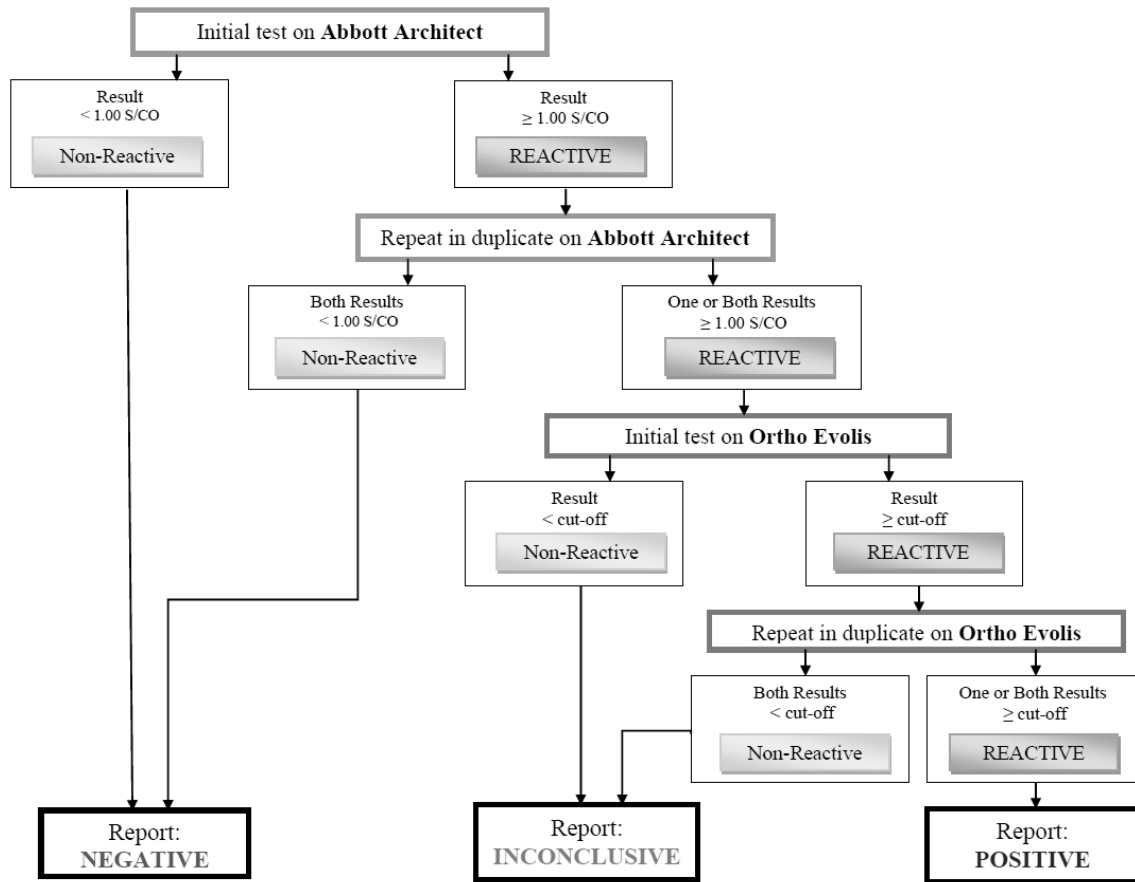 Initial test on Abbott Architect
Result
< 1.00 S/CO
Non-Reactive
Result
≥ 1.00 S/CO
REACTIVE
Repeat in duplicate on Abbott Architect
Both Results
< 1.00 S/CO
Non-Reactive
One or Both Results
≥ 1.00 S/CO
REACTIVE
Initial test on Ortho Evolis
Result
< cut-off
Non-Reactive
Result
≥ cut-off
REACTIVE
Repeat in duplicate on Ortho Evolis
Both Results
< cut-off
Non-Reactive
One or Both Results
≥ cut-off
REACTIVE
Report:
NEGATIVE
Report:
INCONCLUSIVE
Report:
POSITIVE